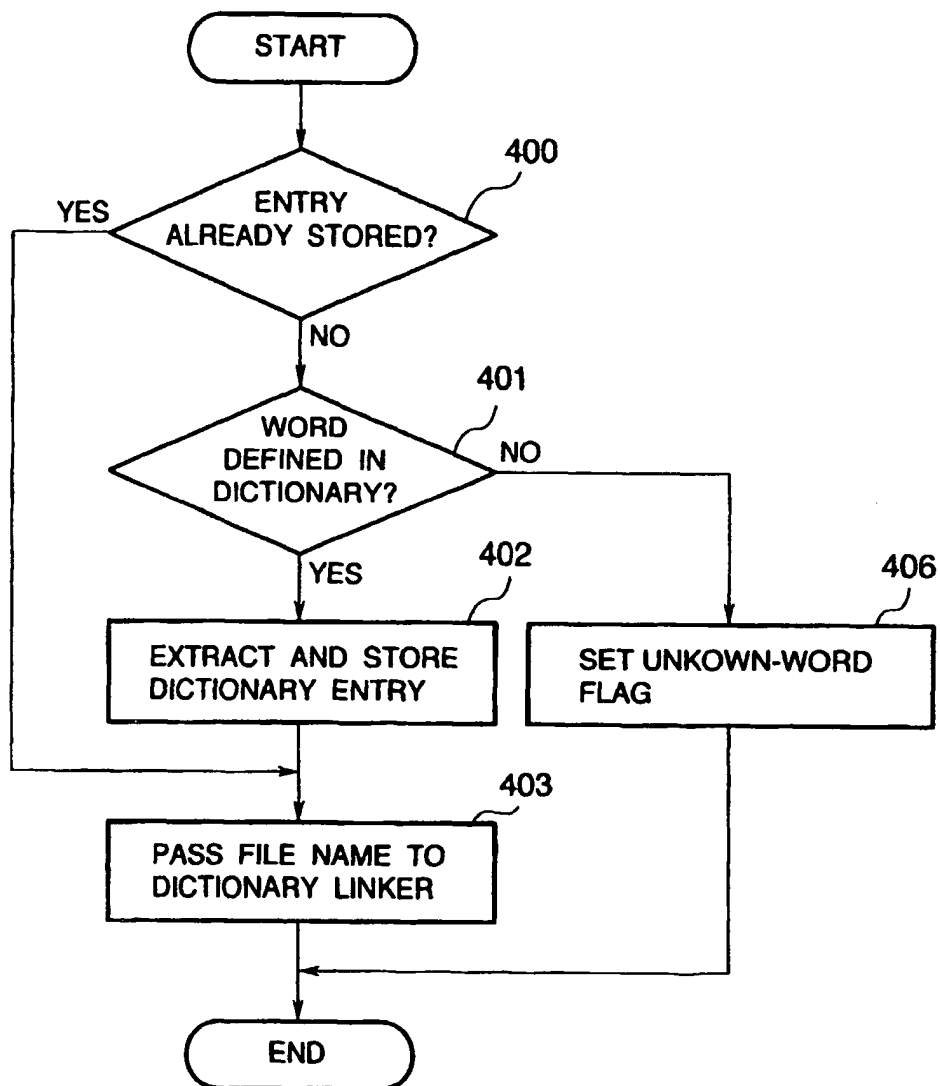 START
400
ENTRY
ALREADY STORED?
YES
NO
401
WORD
DEFINED IN
DICTIONARY?
NO
YES
402
EXTRACT AND STORE
DICTIONARY ENTRY
406
SET UNKOWN-WORD
FLAG
403
PASS FILE NAME TO
DICTIONARY LINKER
END